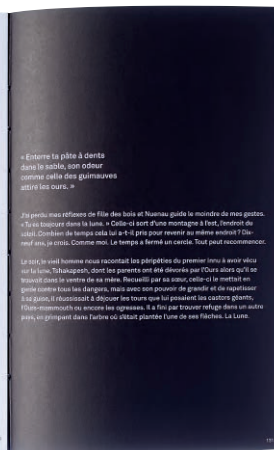 « Enterre ta pâte à dents
dans le sable, son odeur
comme celle des guimauves
attire les ours. »
J'ai perdu mes réflexes de fille des bois et Nuenau guide le moindre de mes gestes.
« Tu es toujours dans la lune. » Celle-ci sort d'une montagne à l'est, l'endroit du
soleil. Combien de temps cela lui a-t-il pris pour revenir au même endroit? Dix-
neuf ans, je crois. Comme moi. Le temps a fermé un cercle. Tout peut recommencer.
Le soir, le vieil homme nous racontait les péripéties du premier Innu à avoir vécu
sur la lune, Tshakapesh, dont les parents ont été dévorés par l'Ours alors qu'il se
trouvait dans le ventre de sa mère. Recueilli par sa sœur, celle-ci le mettait en
garde contre tous les dangers, mais avec son pouvoir de grandir et de rapetisser
à sa guise, il réussissait à déjouer les tours que lui posaient les castors géants,
l'Ours-mammouth ou encore les ogresses. Il a fini par trouver refuge dans un autre
pays, en grimpant dans l'arbre où s'était plantée l'une de ses flèches. La Lune.